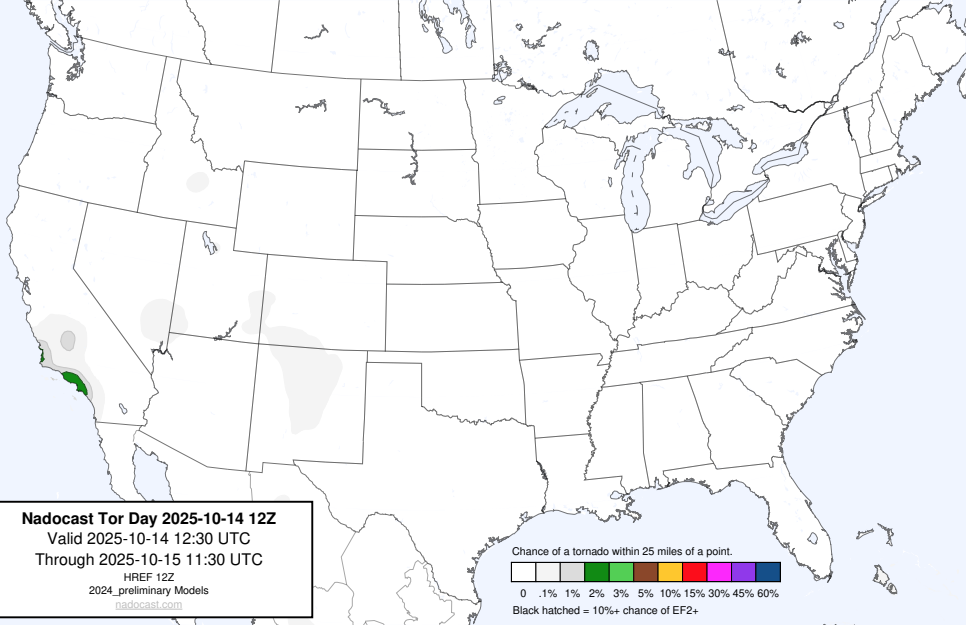 Nadocast Tor Day 2025-10-14 12Z
Valid 2025-10-14 12:30 UTC
Through 2025-10-15 11:30 UTC
HREF 12Z
2024_preliminary Models
nadocast.com
Chance of a tornado within 25 miles of a point.
0 .1% 1% 2% 3% 5% 10% 15% 30% 45% 60%
Black hatched = 10%+ chance of EF2+